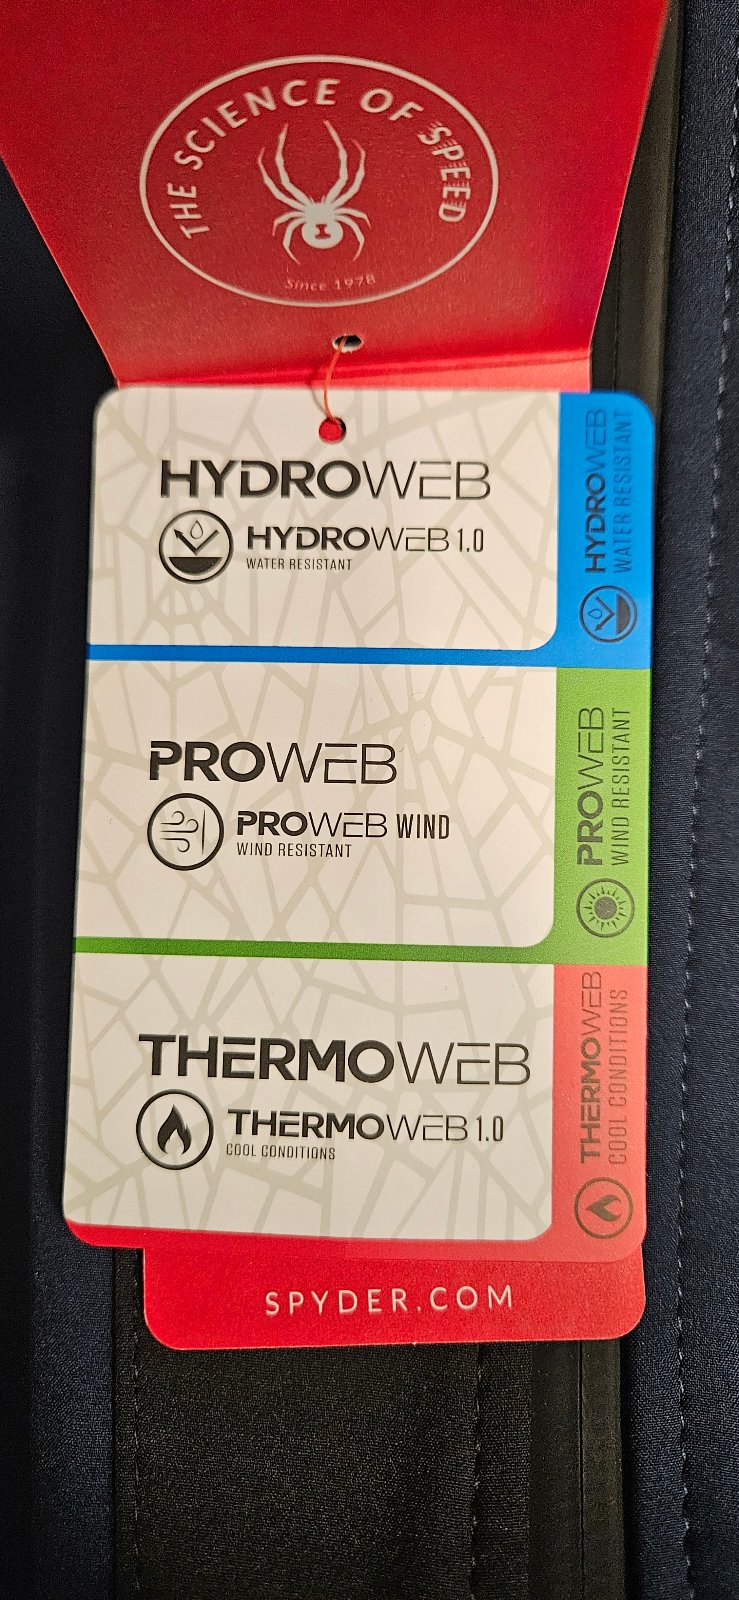 THE SCIENCE OF SPEED
Since 1978
HYDROWEB
HYDROWEB 1.0
WATER RESISTANT
HYDROWEB
WATER RESISTANT
PROWEB
PROWEB WIND
WIND RESISTANT
PROWEB
WIND RESISTANT
THERMOWEB
THERMOWEB 1.0
COOL CONDITIONS
THERMOWEB
COOL CONDITIONS
SPYDER.COM